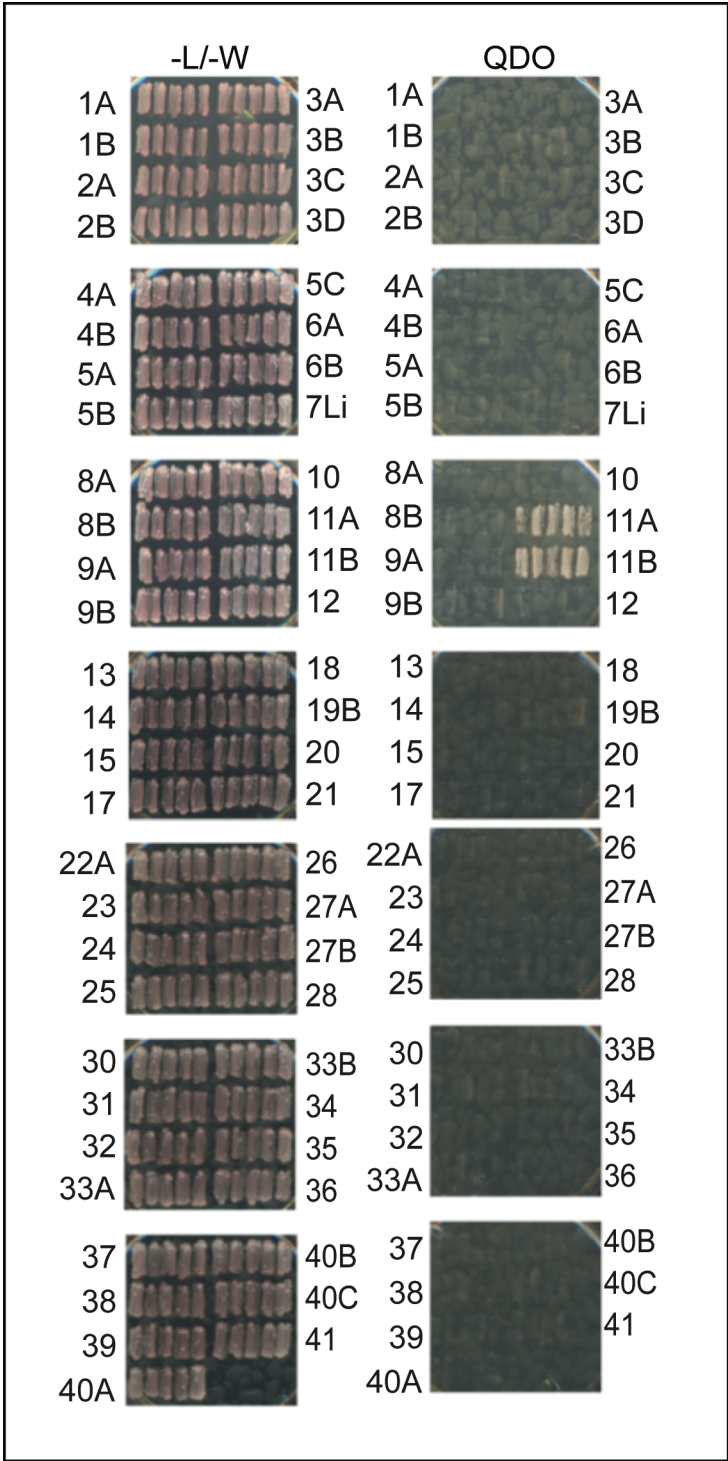 -L/-W QDO
1A 3A 1A 3A
1B 3B 1B 3B
2A 3C 2A 3C
2B 3D 2B 3D
4A 5C 4A 5C
4B 6A 4B 6A
5A 6B 5A 6B
5B 7Li 5B 7Li
8A 10 8A 10
8B 11A 8B 11A
9A 11B 9A 11B
9B 12 9B 12
13 18 13 18
14 19B 14 19B
15 20 15 20
17 21 17 21
22A 26 22A 26
23 27A 23 27A
24 27B 24 27B
25 28 25 28
30 33B 30 33B
31 34 31 34
32 35 32 35
33A 36 33A 36
37 40B 37 40B
38 40C 38 40C
39 41 39 41
40A 40A